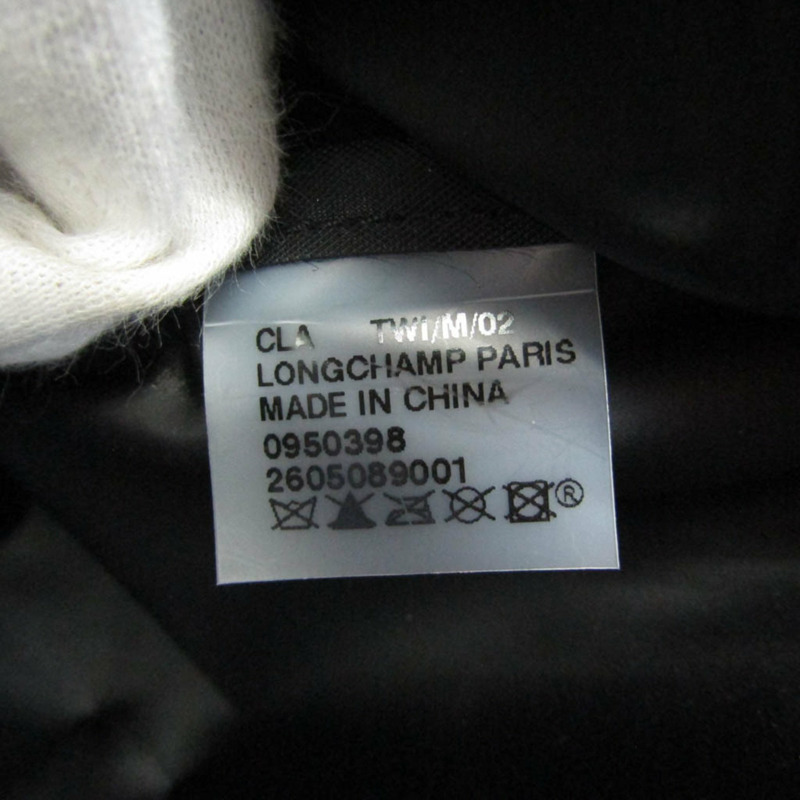 CLA TWI/M/02
LONGCHAMP PARIS
MADE IN CHINA
0950398
2605089001
®